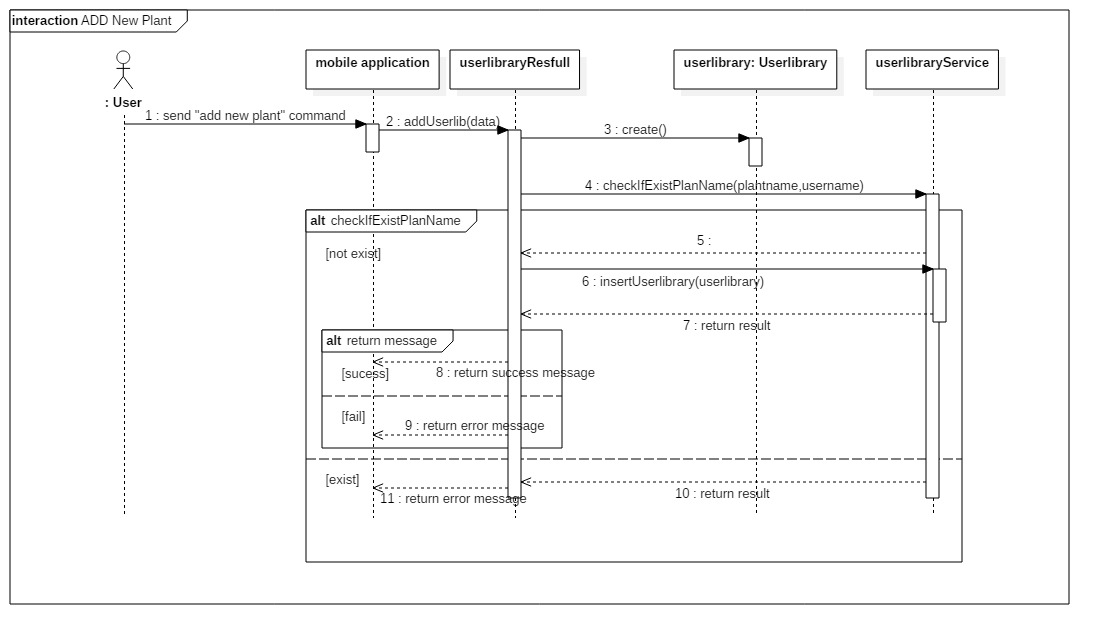 interaction ADD New Plant
mobile application
userlibraryResfull
userlibrary: Userlibrary
userlibraryService
: User
1 : send "add new plant" command
2 : addUserlib(data)
3 : create()
4 : checkIfExistPlanName(plantname,username)
alt checkIfExistPlanName
5 :
[not exist]
6 : insertUserlibrary(userlibrary)
7 : return result
alt return message
8 : return success message
[sucess]
[fail]
9 : return error message
[exist]
10 : return result
11 : return error message